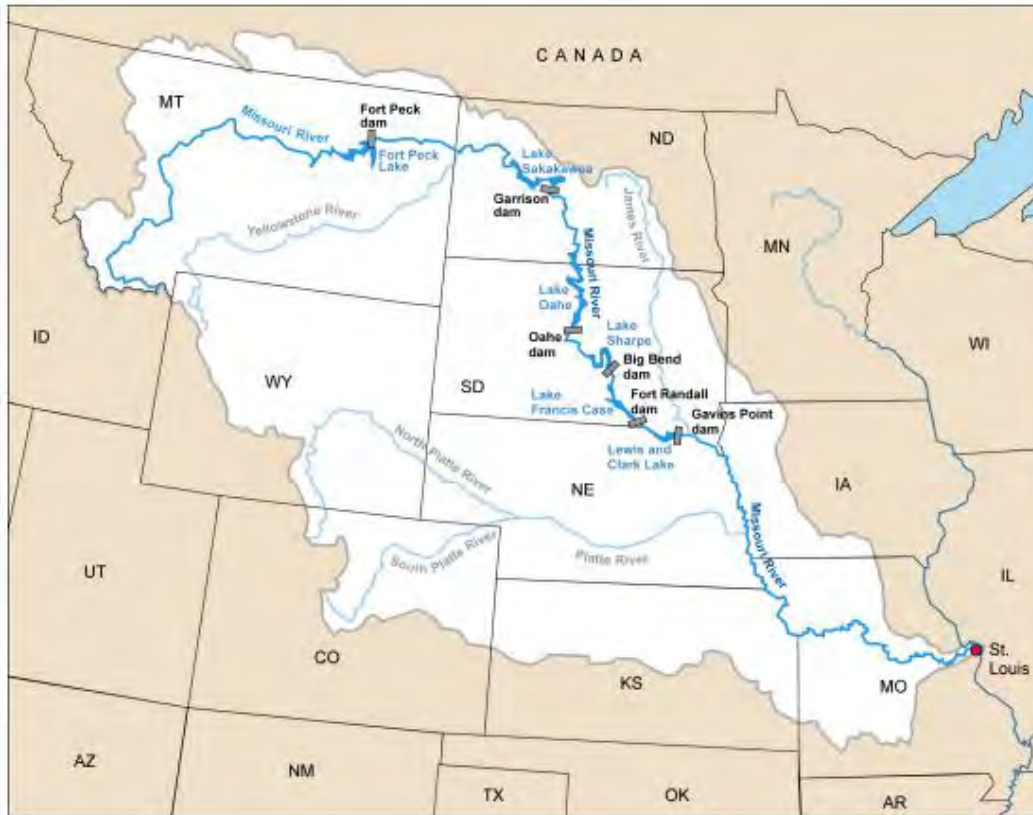 CANADA
MT
Fort Peck
dam
Missouri River
Fort Peck
Lake
ND
Lake
Sakakawea
Garrison
dam
James River
Yellowstone River
MN
Missouri River
Lake
Oahe
Lake
Sharpe
Oahe
dam
Big Bend
dam
ID
WY
SD
WI
Fort Randall
dam
Lake
Francis Case
Gavins Point
dam
Lewis and
Clark Lake
North Platte River
NE
IA
Missouri River
South Platte River
Platte River
UT
IL
CO
KS
MO
St.
Louis
AZ
NM
TX
OK
AR